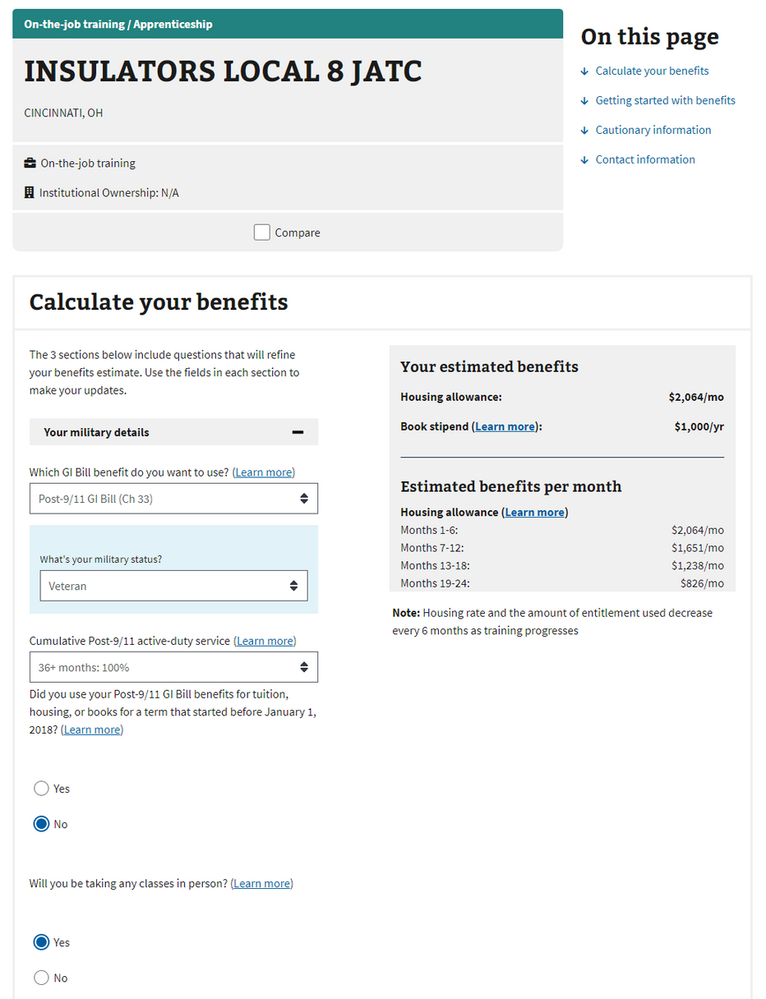 On-the-job training / Apprenticeship
INSULATORS LOCAL 8 JATC
CINCINNATI, OH
On-the-job training
Institutional Ownership: N/A
Compare
On this page
Calculate your benefits
Getting started with benefits
Cautionary information
Contact information
Calculate your benefits
The 3 sections below include questions that will refine
your benefits estimate. Use the fields in each section to
make your updates.
Your military details
Which GI Bill benefit do you want to use? (Learn more)
Post-9/11 GI Bill (Ch 33)
What's your military status?
Veteran
Cumulative Post-9/11 active-duty service (Learn more)
36+ months: 100%
Did you use your Post-9/11 GI Bill benefits for tuition,
housing, or books for a term that started before January 1,
2018? (Learn more)
Yes
No
Will you be taking any classes in person? (Learn more)
Yes
No
Your estimated benefits
Housing allowance: $2,064/mo
Book stipend (Learn more): $1,000/yr
Estimated benefits per month
Housing allowance (Learn more)
Months 1-6: $2,064/mo
Months 7-12: $1,651/mo
Months 13-18: $1,238/mo
Months 19-24: $826/mo
Note: Housing rate and the amount of entitlement used decrease
every 6 months as training progresses